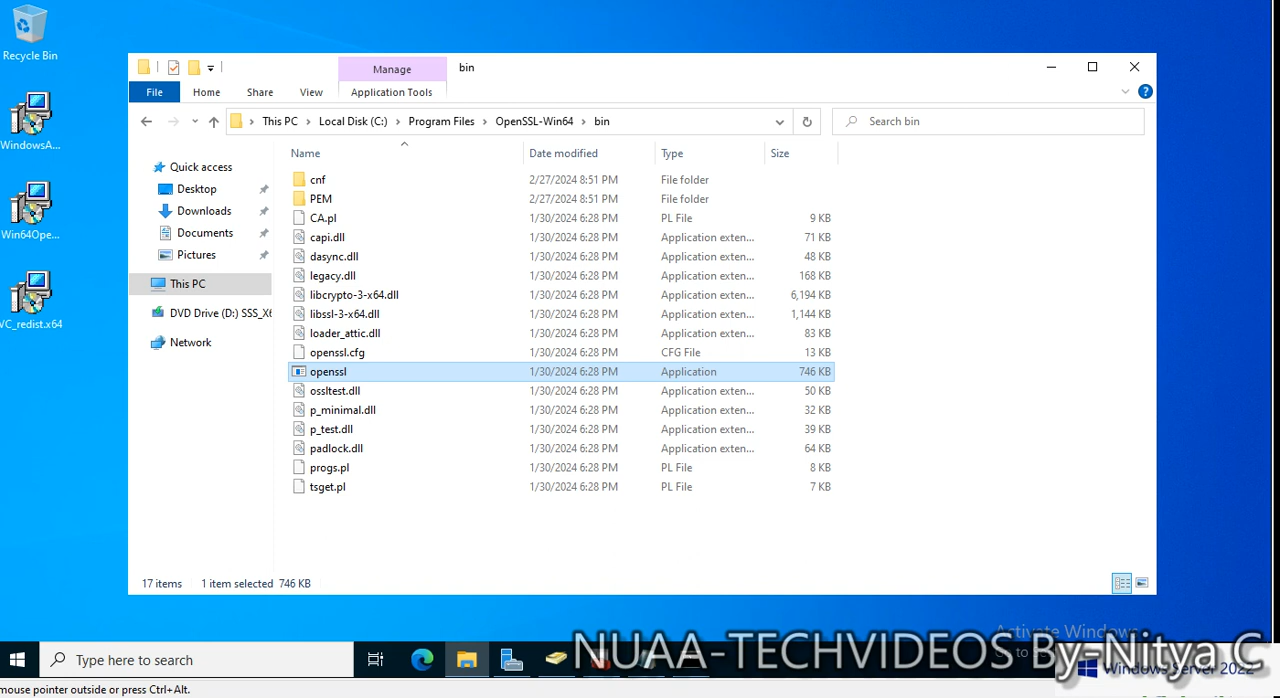 Recycle Bin
WindowsA...
Win64Ope...
VC_redist.x64
Manage
bin
File
Home
Share
View
Application Tools
This PC
Local Disk (C:)
Program Files
OpenSSL-Win64
bin
Search bin
Quick access
Desktop
Downloads
Documents
Pictures
This PC
DVD Drive (D:) SSS_X6
Network
Name Date modified Type Size
cnf 2/27/2024 8:51 PM File folder
PEM 2/27/2024 8:51 PM File folder
CA.pl 1/30/2024 6:28 PM PL File 9 KB
capi.dll 1/30/2024 6:28 PM Application exten... 71 KB
dasync.dll 1/30/2024 6:28 PM Application exten... 48 KB
legacy.dll 1/30/2024 6:28 PM Application exten... 168 KB
libcrypto-3-x64.dll 1/30/2024 6:28 PM Application exten... 6,194 KB
libssl-3-x64.dll 1/30/2024 6:28 PM Application exten... 1,144 KB
loader_attic.dll 1/30/2024 6:28 PM Application exten... 83 KB
openssl.cfg 1/30/2024 6:28 PM CFG File 13 KB
openssl 1/30/2024 6:28 PM Application 746 KB
ossltest.dll 1/30/2024 6:28 PM Application exten... 50 KB
p_minimal.dll 1/30/2024 6:28 PM Application exten... 32 KB
p_test.dll 1/30/2024 6:28 PM Application exten... 39 KB
padlock.dll 1/30/2024 6:28 PM Application exten... 64 KB
progs.pl 1/30/2024 6:28 PM PL File 8 KB
tsget.pl 1/30/2024 6:28 PM PL File 7 KB
17 items 1 item selected 746 KB
Activate Windows
Go to Se
NUAA-TECHVIDEOS By-Nitya C
Windows Server 2022
Type here to search
mouse pointer outside or press Ctrl+Alt.